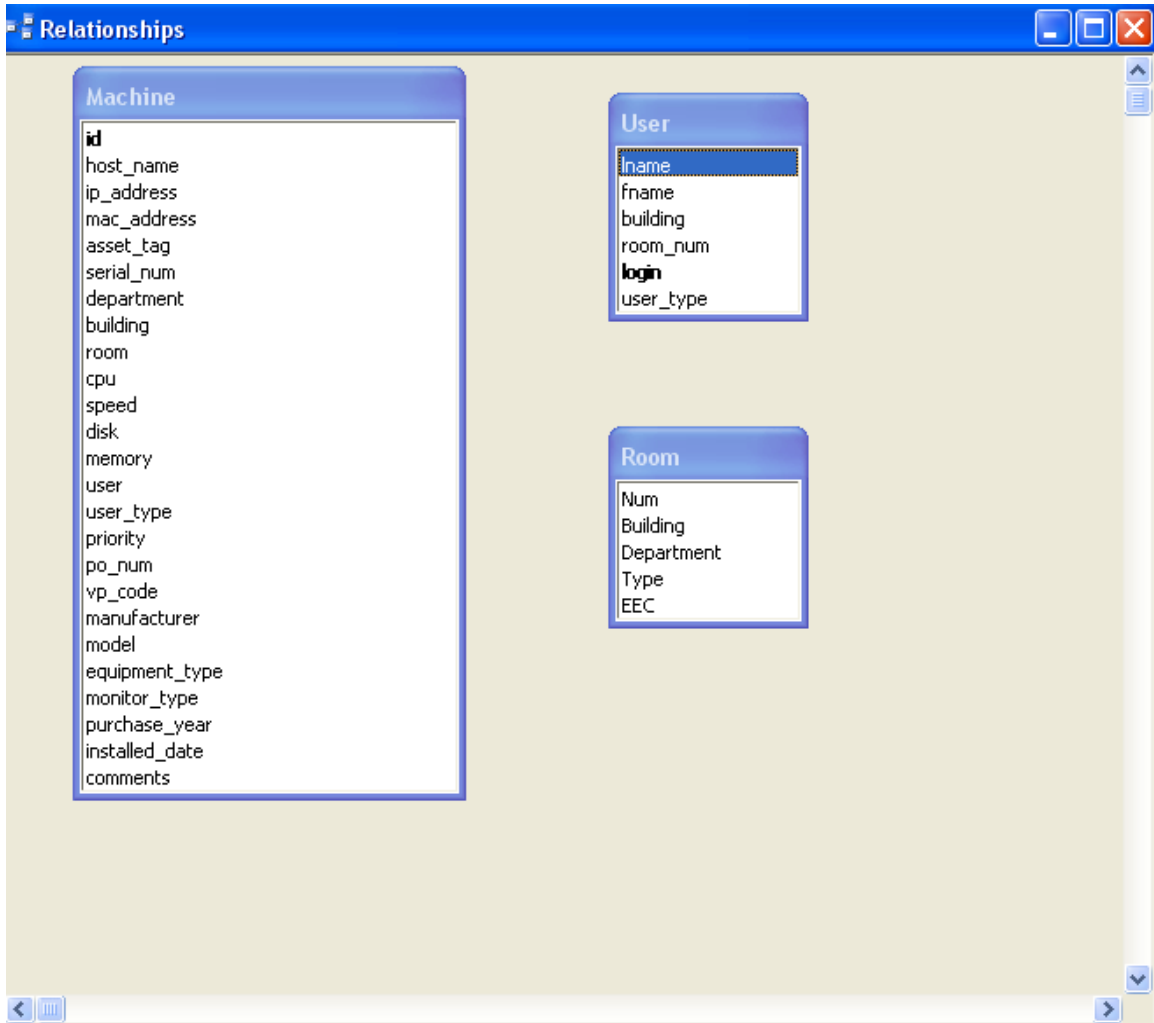 Relationships
Machine
id
host_name
ip_address
mac_address
asset_tag
serial_num
department
building
room
cpu
speed
disk
memory
user
user_type
priority
po_num
vp_code
manufacturer
model
equipment_type
monitor_type
purchase_year
installed_date
comments
User
lname
fname
building
room_num
login
user_type
Room
Num
Building
Department
Type
EEC